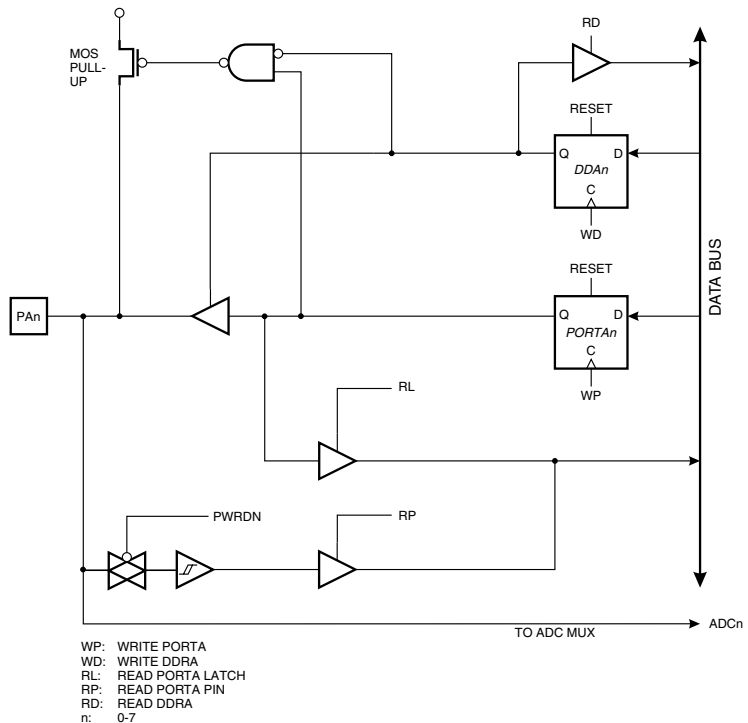 RD
MOS
PULL-
UP
RESET
Q D
DDAn
C
WD
RESET
PAn
Q D
PORTAn
C
WP
DATA BUS
RL
PWRDN
RP
TO ADC MUX
ADCn
WP: WRITE PORTA
WD: WRITE DDRA
RL: READ PORTA LATCH
RP: READ PORTA PIN
RD: READ DDRA
n: 0-7